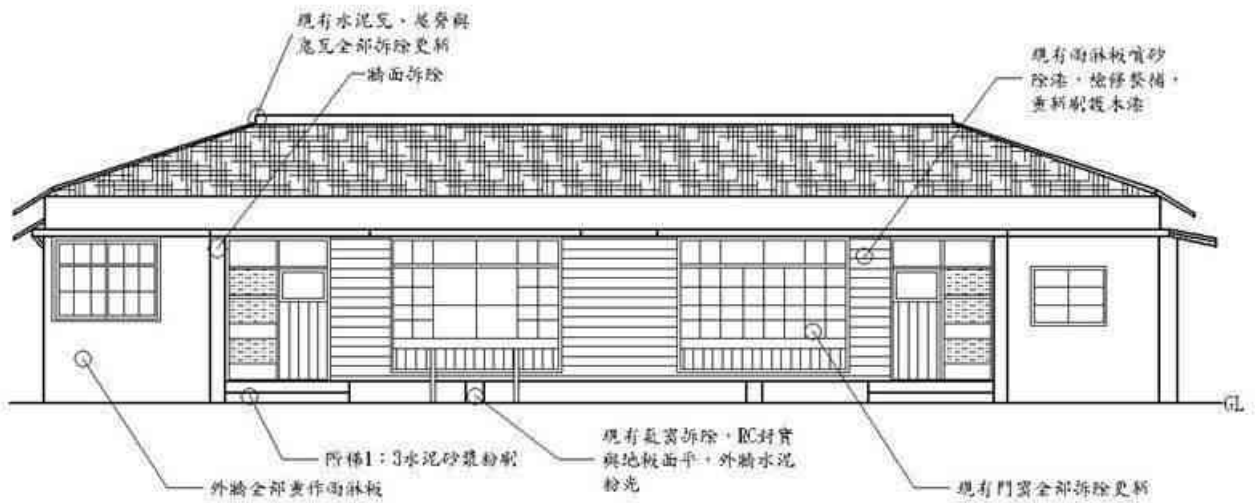 現有水泥瓦、屋脊與
鬼瓦全部拆除更新
牆面拆除
現有雨淋板噴砂
除漆，檢修整補，
重新刷護木漆
GL
現有氣窗拆除，RC封實
與地板面平，外牆水泥
粉光
階梯1：3水泥砂漿粉刷
外牆全部重作雨淋板
現有門窗全部拆除更新